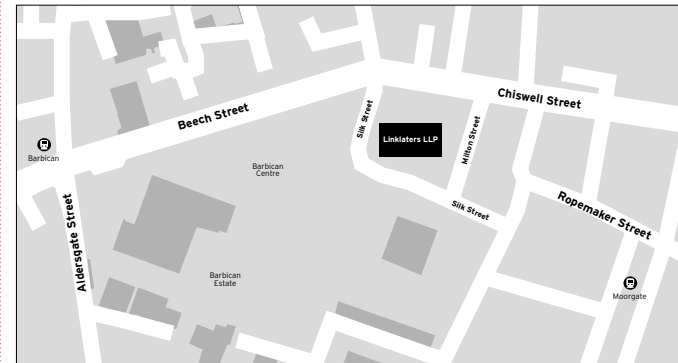 Chiswell Street
Beech Street
Silk Street
Linklaters LLP
Milton Street
Barbican
Barbican
Centre
Aldersgate Street
Silk Street
Ropemaker Street
Barbican
Estate
Moorgate